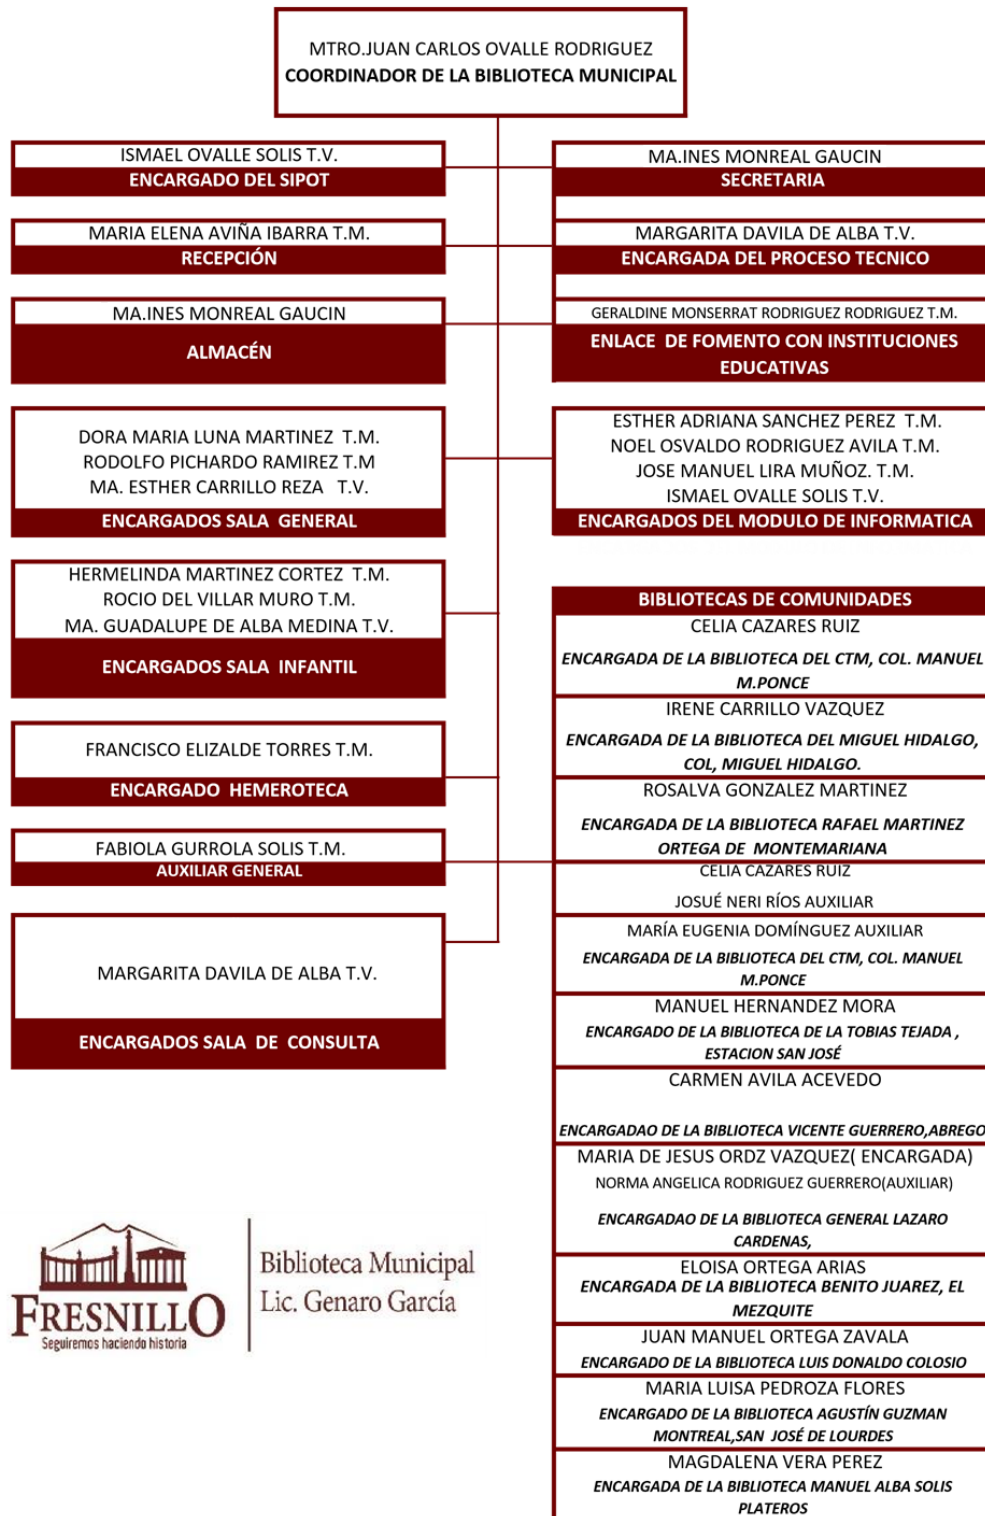 MTRO.JUAN CARLOS OVALLE RODRIGUEZ
COORDINADOR DE LA BIBLIOTECA MUNICIPAL
ISMAEL OVALLE SOLIS T.V.
ENCARGADO DEL SIPOT
MA.INES MONREAL GAUCIN
SECRETARIA
MARIA ELENA AVIÑA IBARRA T.M.
RECEPCIÓN
MARGARITA DAVILA DE ALBA T.V.
ENCARGADA DEL PROCESO TECNICO
MA.INES MONREAL GAUCIN
ALMACÉN
GERALDINE MONSERRAT RODRIGUEZ RODRIGUEZ T.M.
ENLACE DE FOMENTO CON INSTITUCIONES
EDUCATIVAS
DORA MARIA LUNA MARTINEZ T.M.
RODOLFO PICHARDO RAMIREZ T.M
MA. ESTHER CARRILLO REZA T.V.
ENCARGADOS SALA GENERAL
ESTHER ADRIANA SANCHEZ PEREZ T.M.
NOEL OSVALDO RODRIGUEZ AVILA T.M.
JOSE MANUEL LIRA MUÑOZ. T.M.
ISMAEL OVALLE SOLIS T.V.
ENCARGADOS DEL MODULO DE INFORMATICA
HERMELINDA MARTINEZ CORTEZ T.M.
ROCIO DEL VILLAR MURO T.M.
MA. GUADALUPE DE ALBA MEDINA T.V.
ENCARGADOS SALA INFANTIL
FRANCISCO ELIZALDE TORRES T.M.
ENCARGADO HEMEROTECA
FABIOLA GURROLA SOLIS T.M.
AUXILIAR GENERAL
MARGARITA DAVILA DE ALBA T.V.
ENCARGADOS SALA DE CONSULTA
BIBLIOTECAS DE COMUNIDADES
CELIA CAZARES RUIZ
ENCARGADA DE LA BIBLIOTECA DEL CTM, COL. MANUEL
M.PONCE
IRENE CARRILLO VAZQUEZ
ENCARGADA DE LA BIBLIOTECA DEL MIGUEL HIDALGO,
COL, MIGUEL HIDALGO.
ROSALVA GONZALEZ MARTINEZ
ENCARGADA DE LA BIBLIOTECA RAFAEL MARTINEZ
ORTEGA DE MONTEMARIANA
CELIA CAZARES RUIZ
JOSUÉ NERI RÍOS AUXILIAR
MARÍA EUGENIA DOMÍNGUEZ AUXILIAR
ENCARGADA DE LA BIBLIOTECA DEL CTM, COL. MANUEL
M.PONCE
MANUEL HERNANDEZ MORA
ENCARGADO DE LA BIBLIOTECA DE LA TOBIAS TEJADA ,
ESTACION SAN JOSÉ
CARMEN AVILA ACEVEDO
ENCARGADAO DE LA BIBLIOTECA VICENTE GUERRERO,ABREGO
MARIA DE JESUS ORDZ VAZQUEZ( ENCARGADA)
NORMA ANGELICA RODRIGUEZ GUERRERO(AUXILIAR)
ENCARGADAO DE LA BIBLIOTECA GENERAL LAZARO
CARDENAS,
ELOISA ORTEGA ARIAS
ENCARGADA DE LA BIBLIOTECA BENITO JUAREZ, EL
MEZQUITE
JUAN MANUEL ORTEGA ZAVALA
ENCARGADO DE LA BIBLIOTECA LUIS DONALDO COLOSIO
MARIA LUISA PEDROZA FLORES
ENCARGADO DE LA BIBLIOTECA AGUSTÍN GUZMAN
MONTREAL,SAN JOSÉ DE LOURDES
MAGDALENA VERA PEREZ
ENCARGADA DE LA BIBLIOTECA MANUEL ALBA SOLIS
PLATEROS
FRESNILLO
Seguiremos haciendo historia
Biblioteca Municipal
Lic. Genaro García